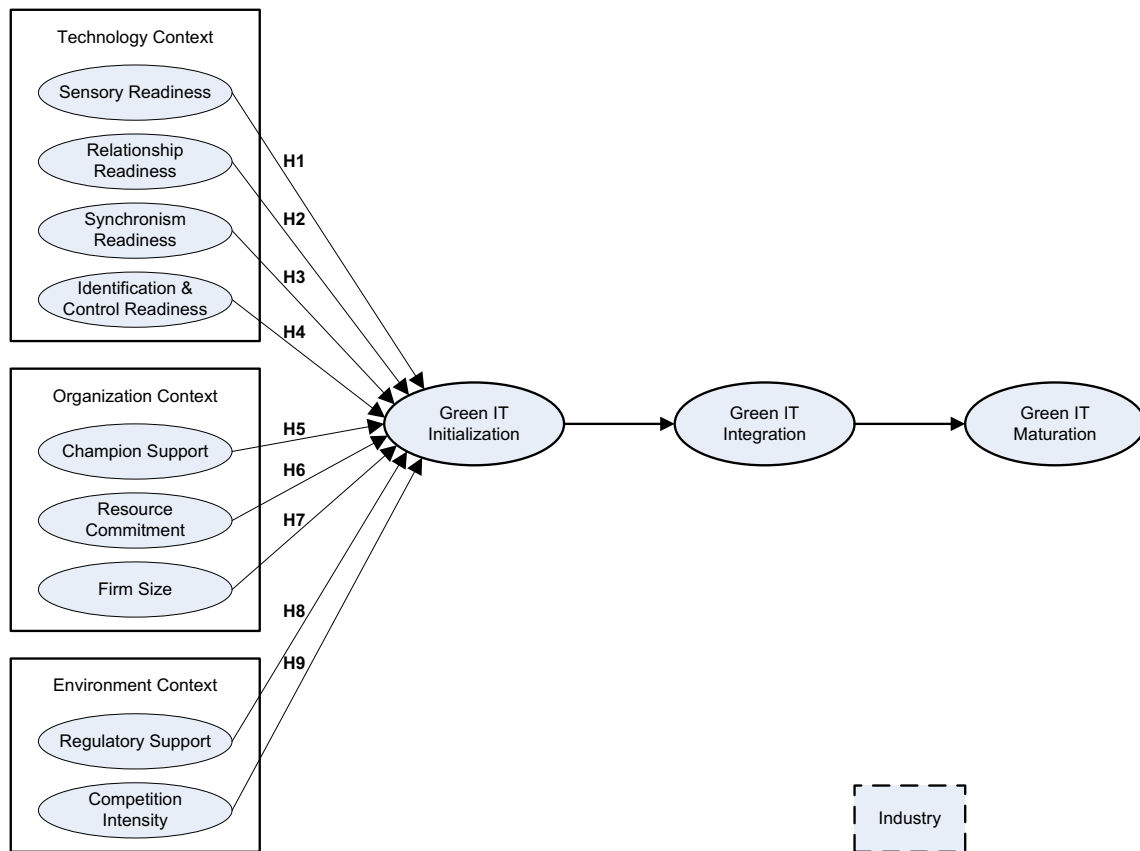 Technology Context
Sensory Readiness
Relationship
Readiness
Synchronism
Readiness
Identification &
Control Readiness
H1
H2
H3
H4
Organization Context
Champion Support
Resource
Commitment
Firm Size
H5
H6
H7
Environment Context
Regulatory Support
Competition
Intensity
H8
H9
Green IT
Initialization
Green IT
Integration
Green IT
Maturation
Industry